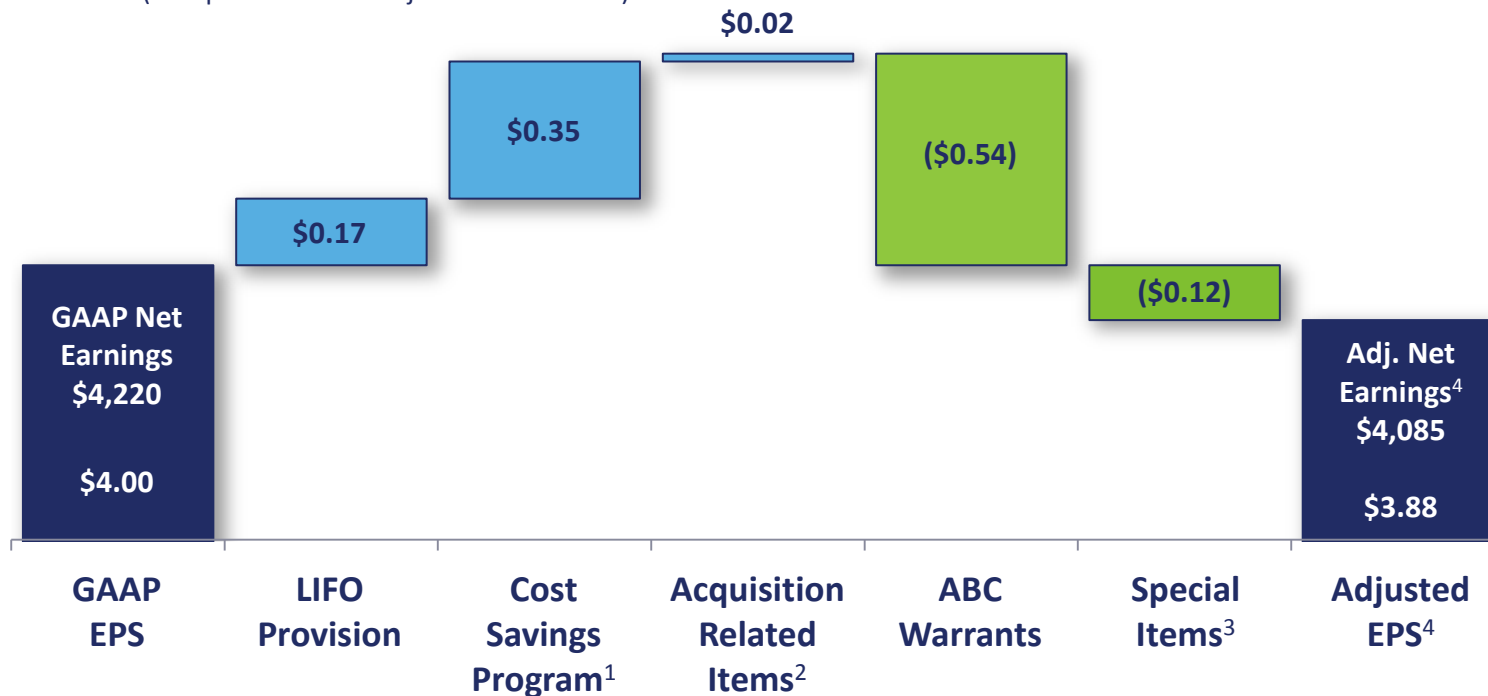 $0.02
$0.35
($0.54)
$0.17
($0.12)
GAAP Net
Earnings
$4,220
$4.00
Adj. Net
Earnings4
$4,085
$3.88
GAAP
EPS
LIFO
Provision
Cost
Savings
Program1
Acquisition
Related
Items2
ABC
Warrants
Special
Items3
Adjusted
EPS4